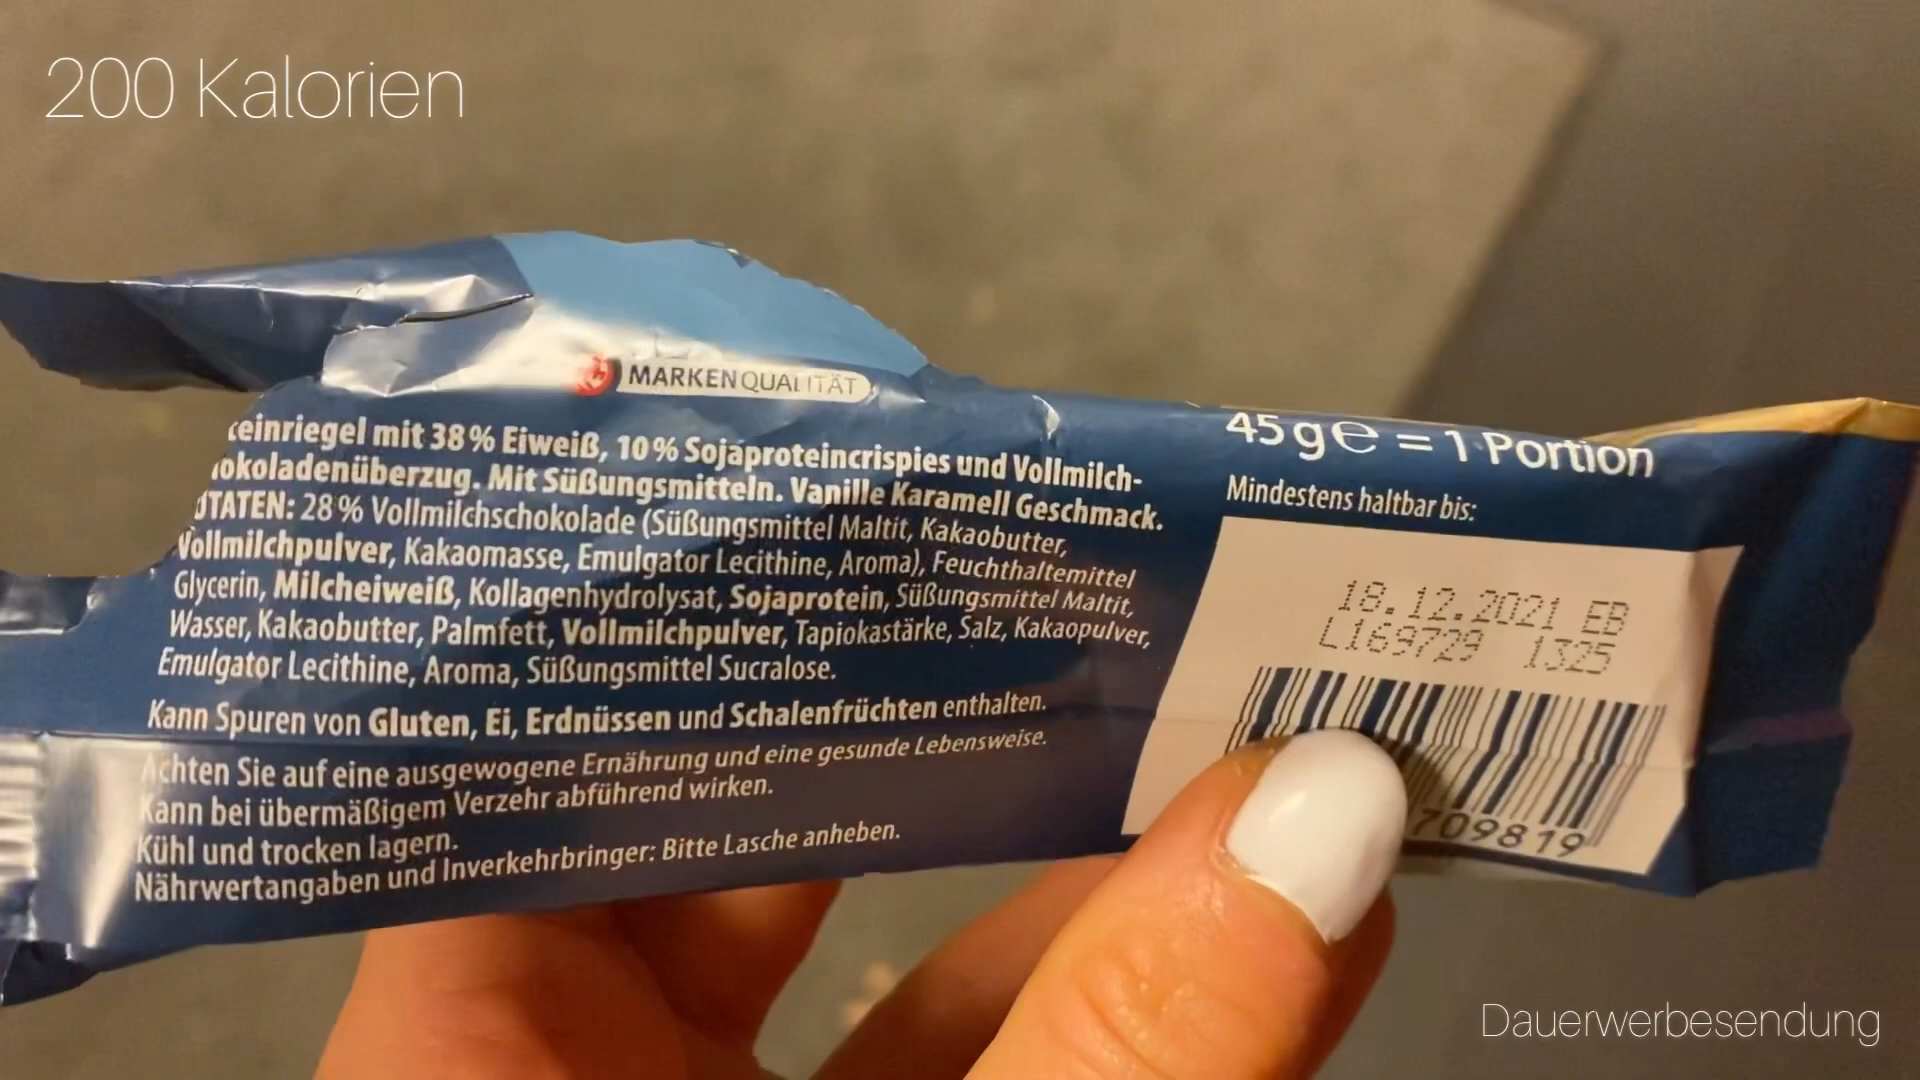 200 Kalorien
MARKENQUALITÄT
einriegel mit 38% Eiweiß, 10% Sojaproteincrispies und Vollmilch-
okoladenüberzug. Mit Süßungsmitteln. Vanille Karamell Geschmack.
TATEN: 28% Vollmilchschokolade (Süßungsmittel Maltit, Kakaobutter,
Vollmilchpulver, Kakaomasse, Emulgator Lecithine, Aroma), Feuchthaltemittel
Glycerin, Milcheiweiß, Kollagenhydrolysat, Sojaprotein, Süßungsmittel Maltit,
Wasser, Kakaobutter, Palmfett, Vollmilchpulver, Tapiokastärke, Salz, Kakaopulver,
Emulgator Lecithine, Aroma, Süßungsmittel Sucralose.
Kann Spuren von Gluten, Ei, Erdnüssen und Schalenfrüchten enthalten.
Achten Sie auf eine ausgewogene Ernährung und eine gesunde Lebensweise.
Kann bei übermäßigem Verzehr abführend wirken.
Kühl und trocken lagern.
Nährwertangaben und Inverkehrbringer: Bitte Lasche anheben.
45 g ℮ = 1 Portion
Mindestens haltbar bis:
18.12.2021 EB
L169729 1325
709819
Dauerwerbesendung